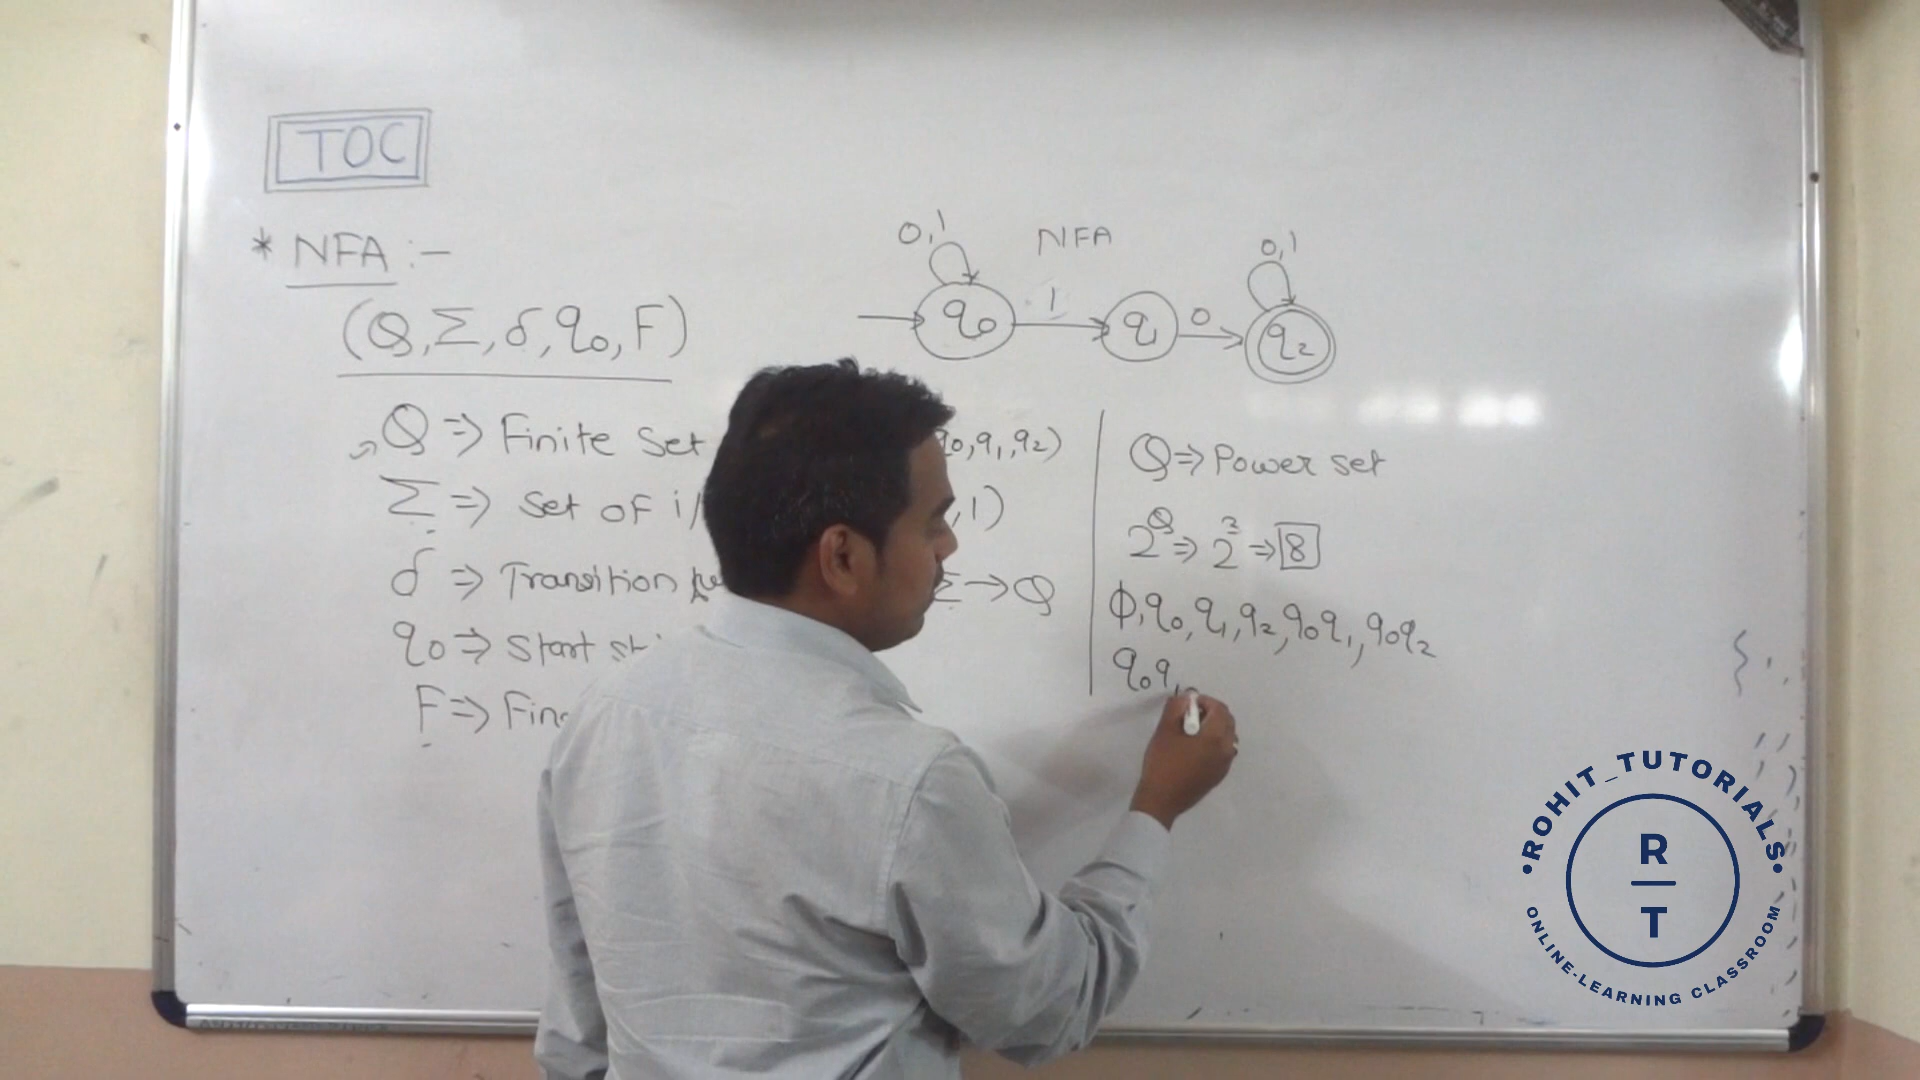 TOC
* NFA :-
(Q, Σ, δ, q₀, F)
0,1
NFA
0,1
q₀
1
q₁
0
q₂
Q => Finite Set q₀, q₁, q₂)
Σ => set of i/ , 1)
δ => Transition Σ → Q
q₀ => Start
F =>
Q => Power set
2^Q => 2^3 => 8
ϕ, q₀, q₁, q₂, q₀q₁, q₀q₂
q₀q₁
•ROHIT_TUTORIALS•
R
T
ONLINE-LEARNING CLASSROOM